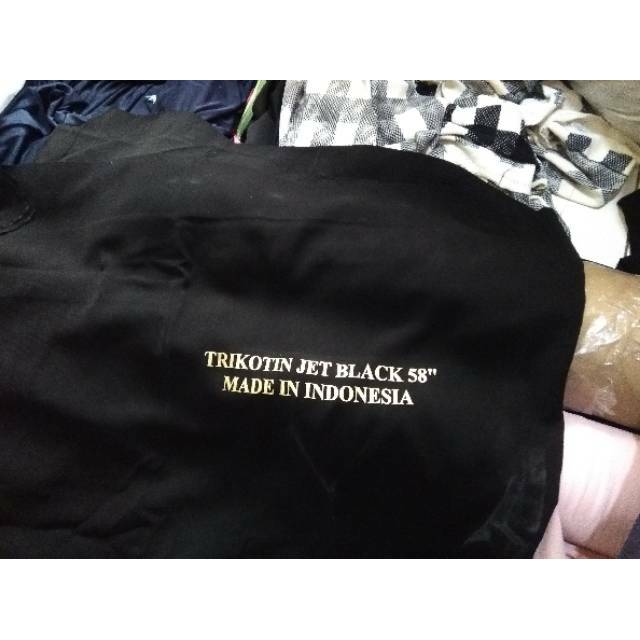 TRIKOTIN JET BLACK 58"
MADE IN INDONESIA